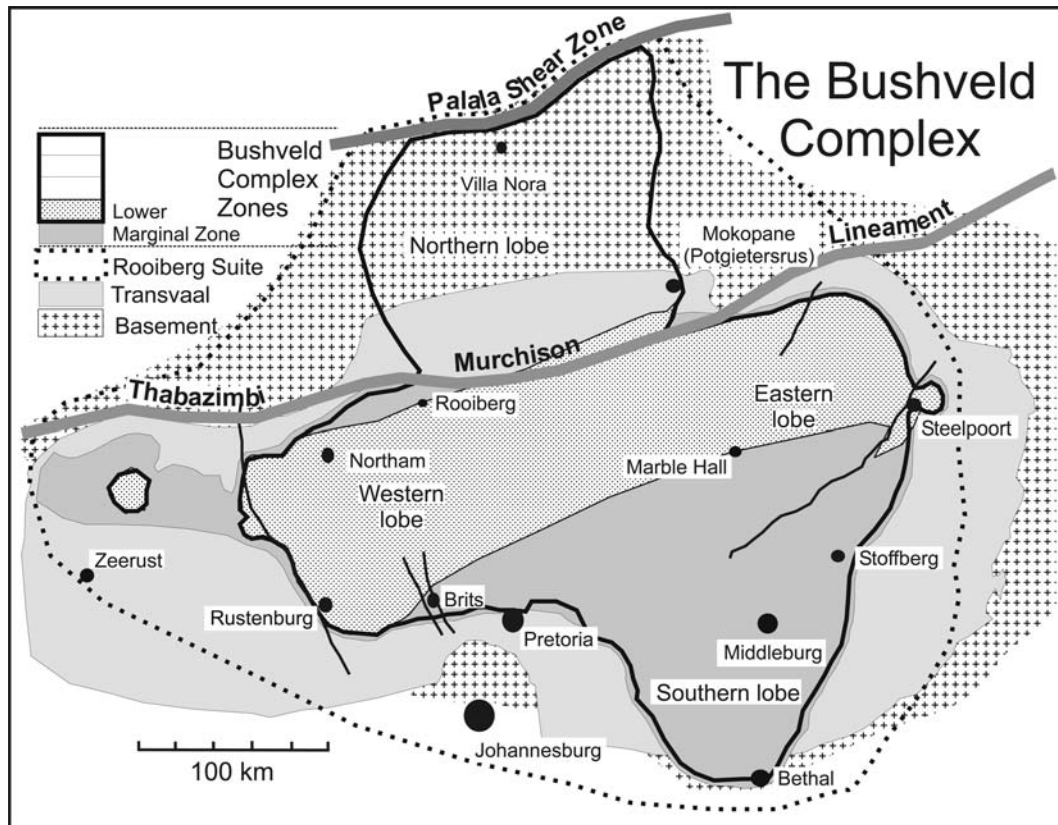 The Bushveld
Complex
Palala Shear Zone
Bushveld
Complex
Zones
Lower
Marginal Zone
Rooiberg Suite
Transvaal
Basement
Villa Nora
Northern lobe
Mokopane
(Potgietersrus)
Lineament
Murchison
Thabazimbi
Rooiberg
Eastern
lobe
Steelpoort
Northam
Marble Hall
Western
lobe
Zeerust
Stoffberg
Rustenburg
Brits
Pretoria
Middleburg
Southern lobe
Johannesburg
Bethal
100 km